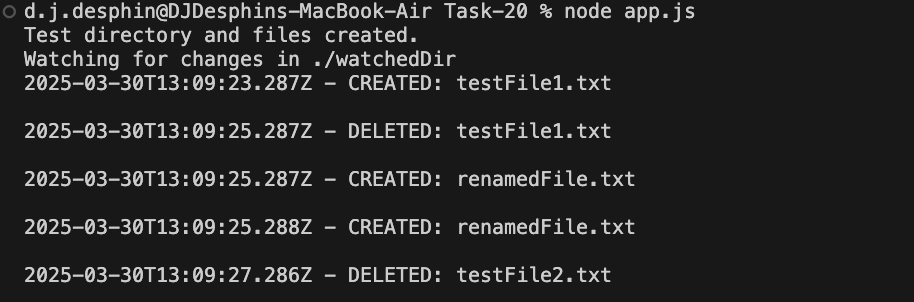 d.j.desphin@DJDesphins-MacBook-Air Task-20 % node app.js
Test directory and files created.
Watching for changes in ./watchedDir
2025-03-30T13:09:23.287Z - CREATED: testFile1.txt
2025-03-30T13:09:25.287Z - DELETED: testFile1.txt
2025-03-30T13:09:25.287Z - CREATED: renamedFile.txt
2025-03-30T13:09:25.288Z - CREATED: renamedFile.txt
2025-03-30T13:09:27.286Z - DELETED: testFile2.txt